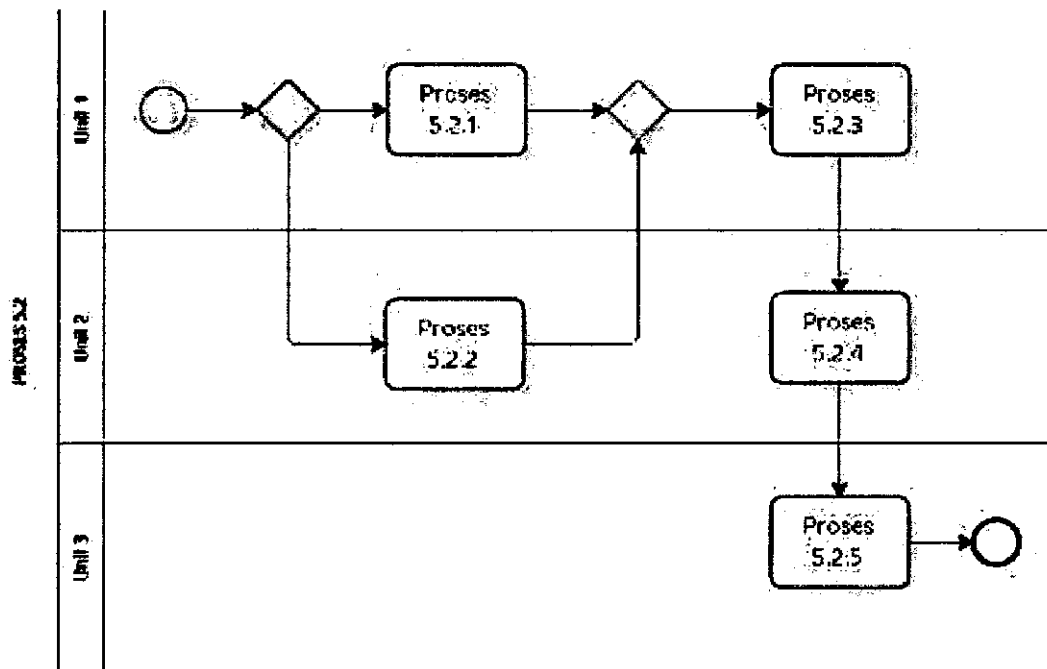 PROSES 5.2
Unit 1
Proses
5.2.1
Proses
5.2.3
Unit 2
Proses
5.2.2
Proses
5.2.4
Unit 3
Proses
5.2.5